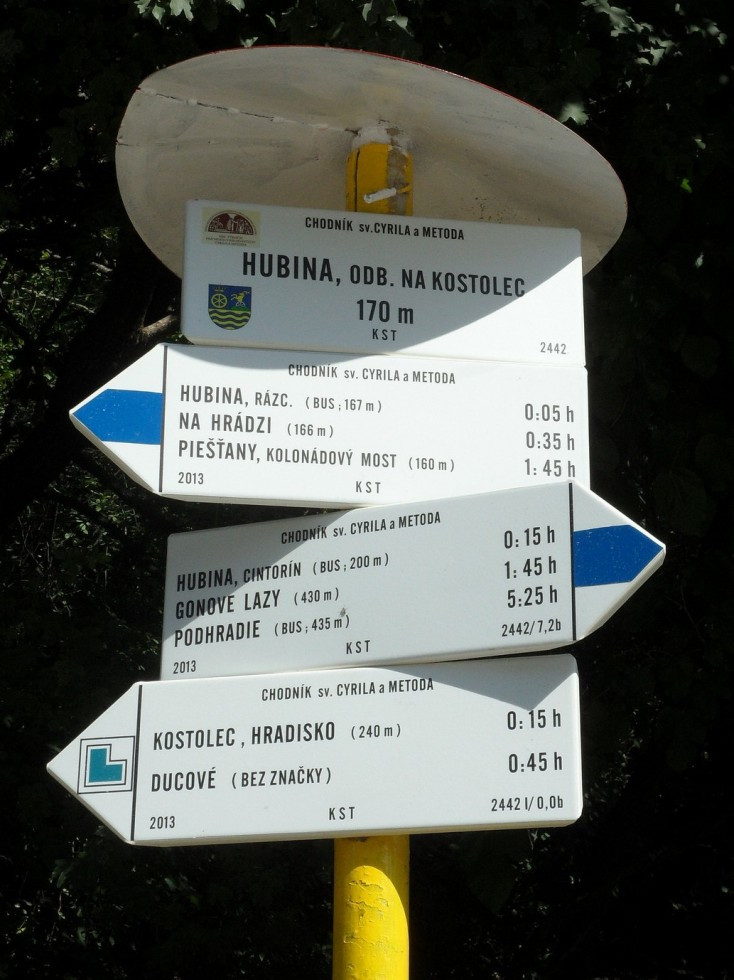 CHODNÍK sv. CYRILA a METODA
HUBINA, ODB. NA KOSTOLEC
170 m
KST
2442
CHODNÍK sv. CYRILA a METODA
HUBINA, RÁZC. (BUS; 167 m) 0:05 h
NA HRÁDZI (166 m) 0:35 h
PIEŠŤANY, KOLONÁDOVÝ MOST (160 m) 1:45 h
2013 KST
CHODNÍK sv. CYRILA a METODA
HUBINA, CINTORÍN (BUS; 200 m) 0:15 h
GONOVE LAZY (430 m) 1:45 h
PODHRADIE (BUS; 435 m) 5:25 h
2013 KST 2442/7,2b
CHODNÍK sv. CYRILA a METODA
KOSTOLEC, HRADISKO (240 m) 0:15 h
DUCOVÉ (BEZ ZNAČKY) 0:45 h
2013 KST 2442 I/0,0b